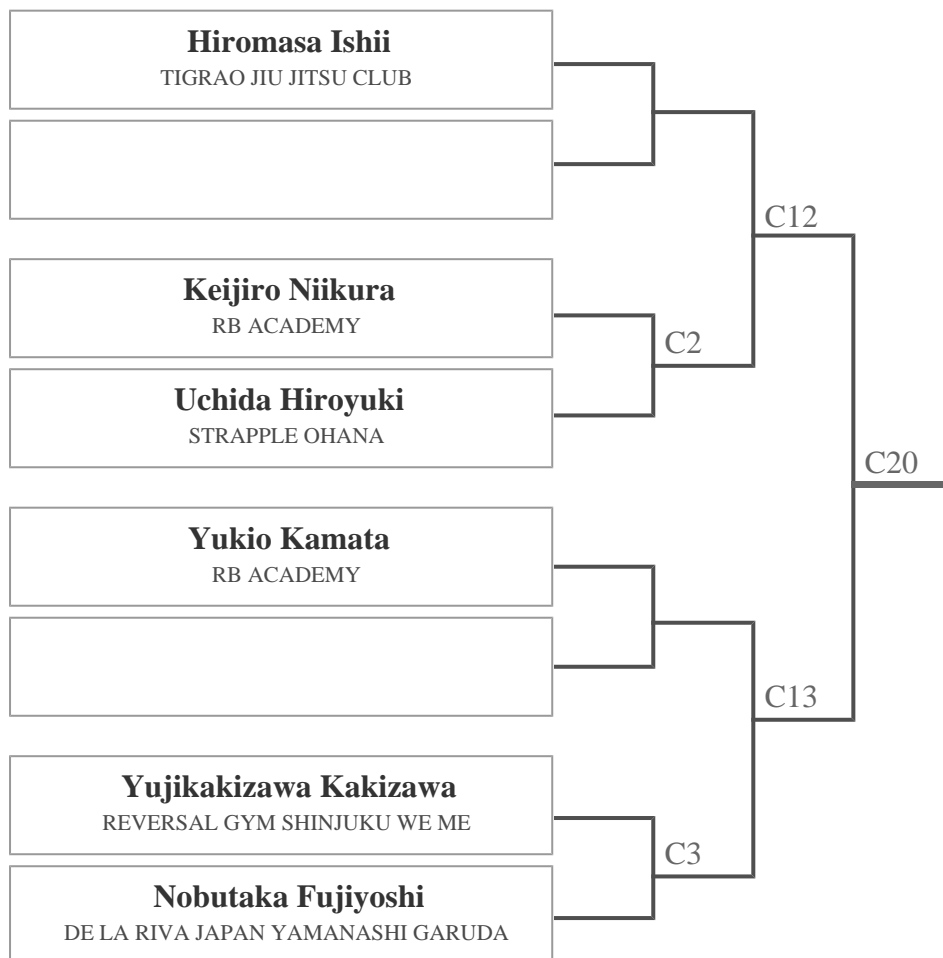 Hiromasa Ishii
TIGRAO JIU JITSU CLUB
C12
Keijiro Niikura
RB ACADEMY
C2
Uchida Hiroyuki
STRAPPLE OHANA
C20
Yukio Kamata
RB ACADEMY
C13
Yujikakizawa Kakizawa
REVERSAL GYM SHINJUKU WE ME
C3
Nobutaka Fujiyoshi
DE LA RIVA JAPAN YAMANASHI GARUDA